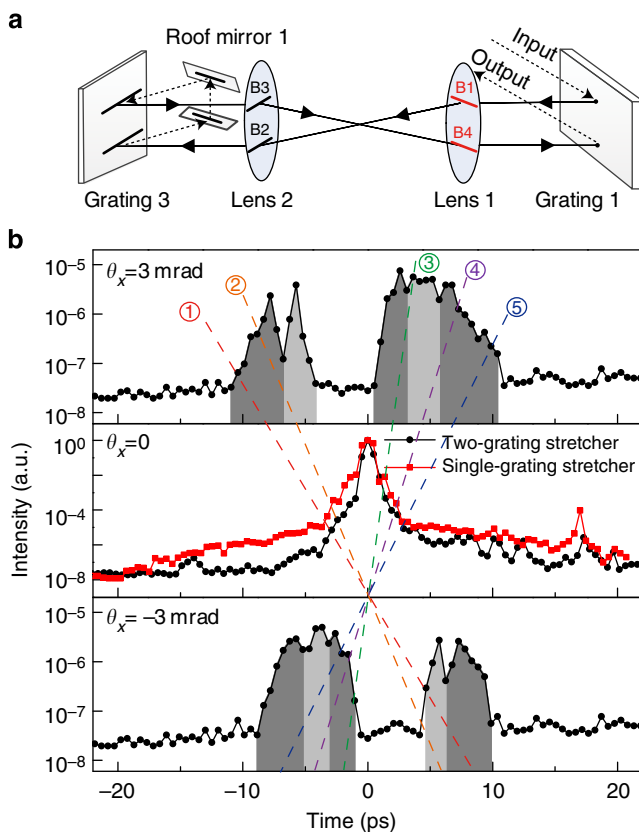 a
Roof mirror 1
Input
Output
B3
B2
B1
B4
Grating 3
Lens 2
Lens 1
Grating 1
b
θx=3 mrad
① ② ③ ④ ⑤
10⁻⁵
10⁻⁶
10⁻⁷
10⁻⁸
θx=0
Two-grating stretcher
Single-grating stretcher
10⁰
10⁻⁴
10⁻⁸
Intensity (a.u.)
θx= –3 mrad
10⁻⁵
10⁻⁶
10⁻⁷
10⁻⁸
–20 –10 0 10 20
Time (ps)